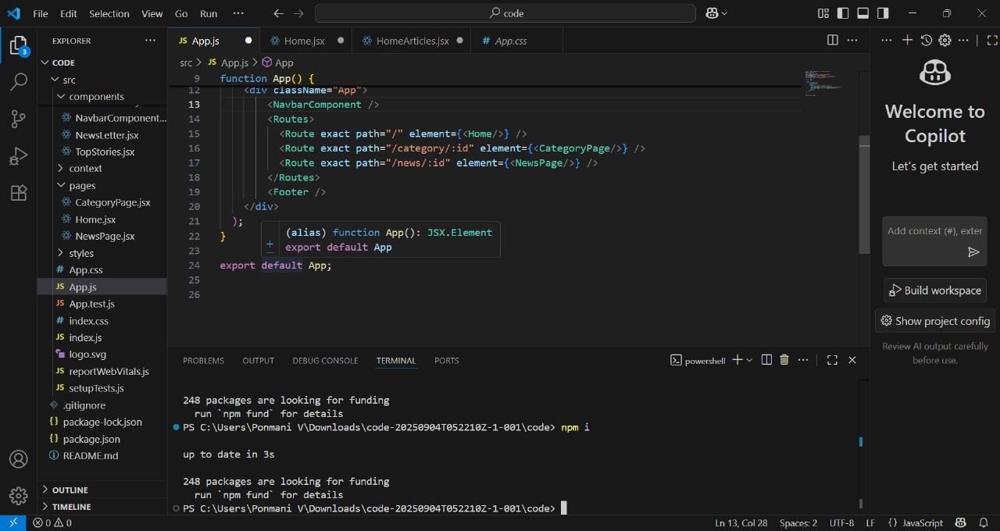 File Edit Selection View Go Run ··· code
EXPLORER ···
3
CODE
src
components
NavbarComponent...
NewsLetter.jsx
TopStories.jsx
context
pages
CategoryPage.jsx
Home.jsx
NewsPage.jsx
styles
App.css
App.js
App.test.js
index.css
index.js
logo.svg
reportWebVitals.js
setupTests.js
.gitignore
package-lock.json
package.json
README.md
OUTLINE
TIMELINE
JS App.js Home.jsx HomeArticles.jsx # App.css
src > JS App.js > App
9 function App() {
12 <div className="App">
13 <NavbarComponent />
14 <Routes>
15 <Route exact path="/" element={<Home/>} />
16 <Route exact path="/category/:id" element={<CategoryPage/>} />
17 <Route exact path="/news/:id" element={<NewsPage/>} />
18 </Routes>
19 <Footer />
20 </div>
21 );
22 }
(alias) function App(): JSX.Element
export default App
23
24 export default App;
25
26
PROBLEMS OUTPUT DEBUG CONSOLE TERMINAL PORTS powershell
248 packages are looking for funding
run `npm fund` for details
PS C:\Users\Ponmani V\Downloads\code-20250904T052210Z-1-001\code> npm i
up to date in 3s
248 packages are looking for funding
run `npm fund` for details
PS C:\Users\Ponmani V\Downloads\code-20250904T052210Z-1-001\code>
Welcome to
Copilot
Let's get started
Add context (#), exter
Build workspace
Show project config
Review AI output carefully
before use.
0 0 Ln 13, Col 28 Spaces: 2 UTF-8 LF {} JavaScript